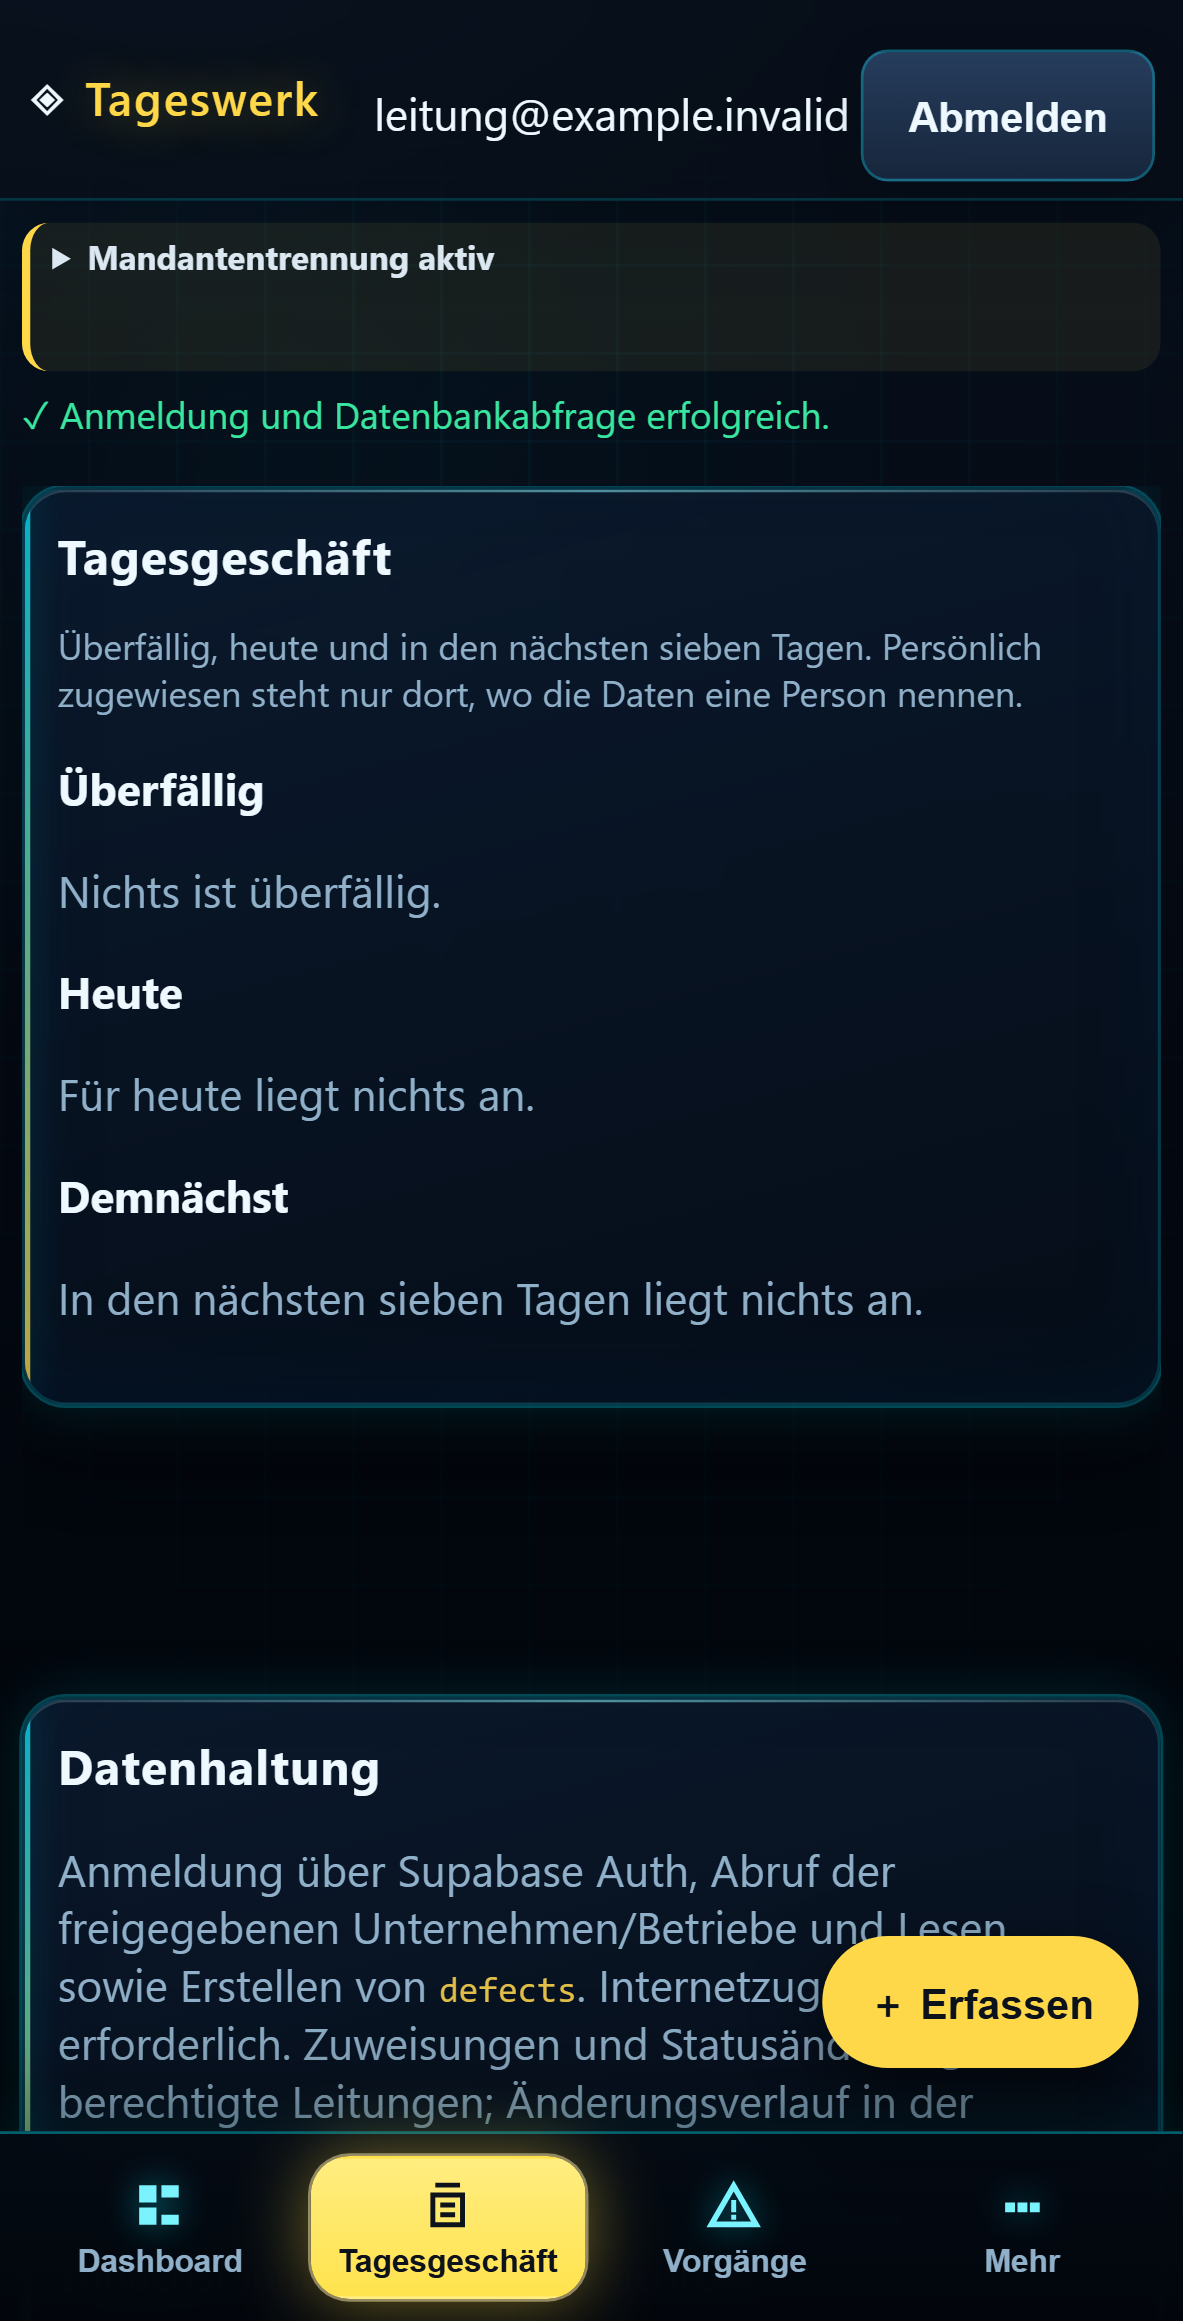 Tageswerk
leitung@example.invalid
Abmelden
Mandantentrennung aktiv
✓ Anmeldung und Datenbankabfrage erfolgreich.
Tagesgeschäft
Überfällig, heute und in den nächsten sieben Tagen. Persönlich
zugewiesen steht nur dort, wo die Daten eine Person nennen.
Überfällig
Nichts ist überfällig.
Heute
Für heute liegt nichts an.
Demnächst
In den nächsten sieben Tagen liegt nichts an.
Datenhaltung
Anmeldung über Supabase Auth, Abruf der
freigegebenen Unternehmen/Betriebe und Lesen
sowie Erstellen von defects. Internetzug
erforderlich. Zuweisungen und Statusänd
berechtigte Leitungen; Änderungsverlauf in der
+ Erfassen
Dashboard
Tagesgeschäft
Vorgänge
Mehr